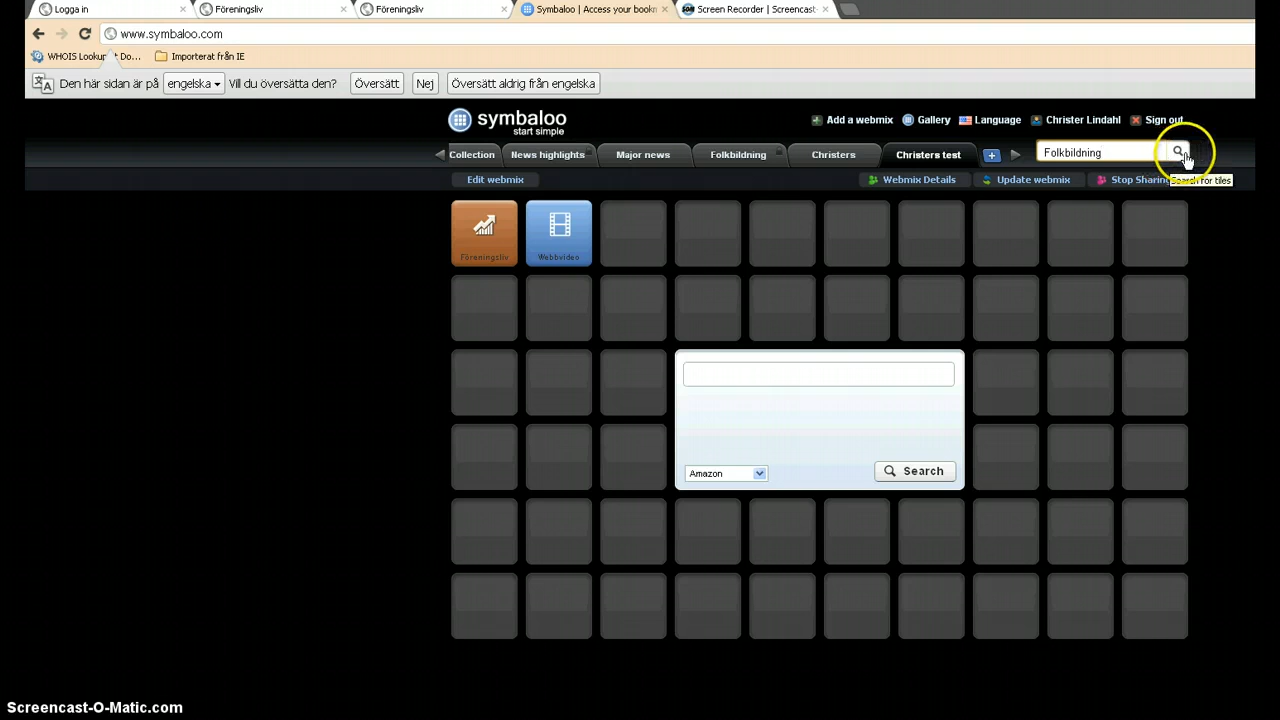 Logga in
Föreningsliv
Föreningsliv
Symbaloo | Access your bookm
Screen Recorder | Screencast-
www.symbaloo.com
WHOIS Lookup
Do...
Importerat från IE
Den här sidan är på engelska Vill du översätta den? Översätt Nej Översätt aldrig från engelska
symbaloo
start simple
Add a webmix Gallery Language Christer Lindahl Sign out
Collection News highlights Major news Folkbildning Christers Christers test Folkbildning
Edit webmix Webmix Details Update webmix Stop Sharing
Search for tiles
Föreningsliv Webbvideo
Amazon Search
Screencast-O-Matic.com